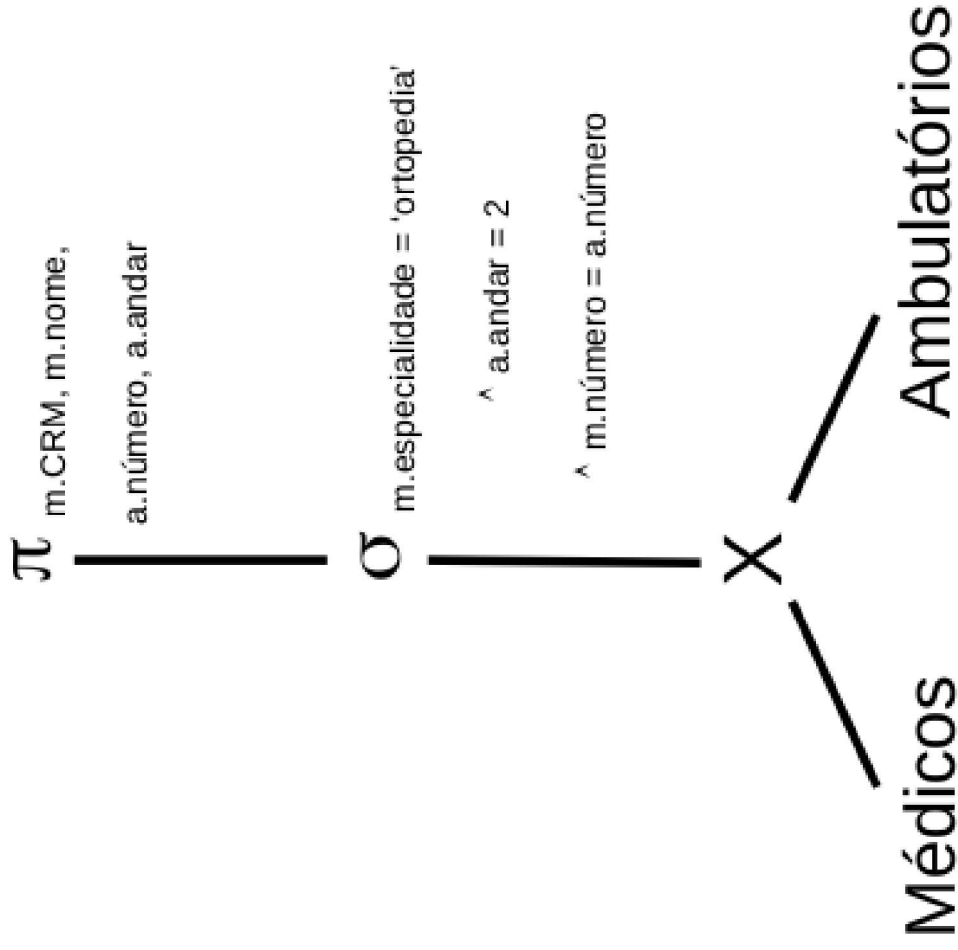 π m.CRM, m.nome,
a.número, a.andar
σ m.especialidade = 'ortopedia'
^ a.andar = 2
^ m.número = a.número
X
Médicos
Ambulatórios